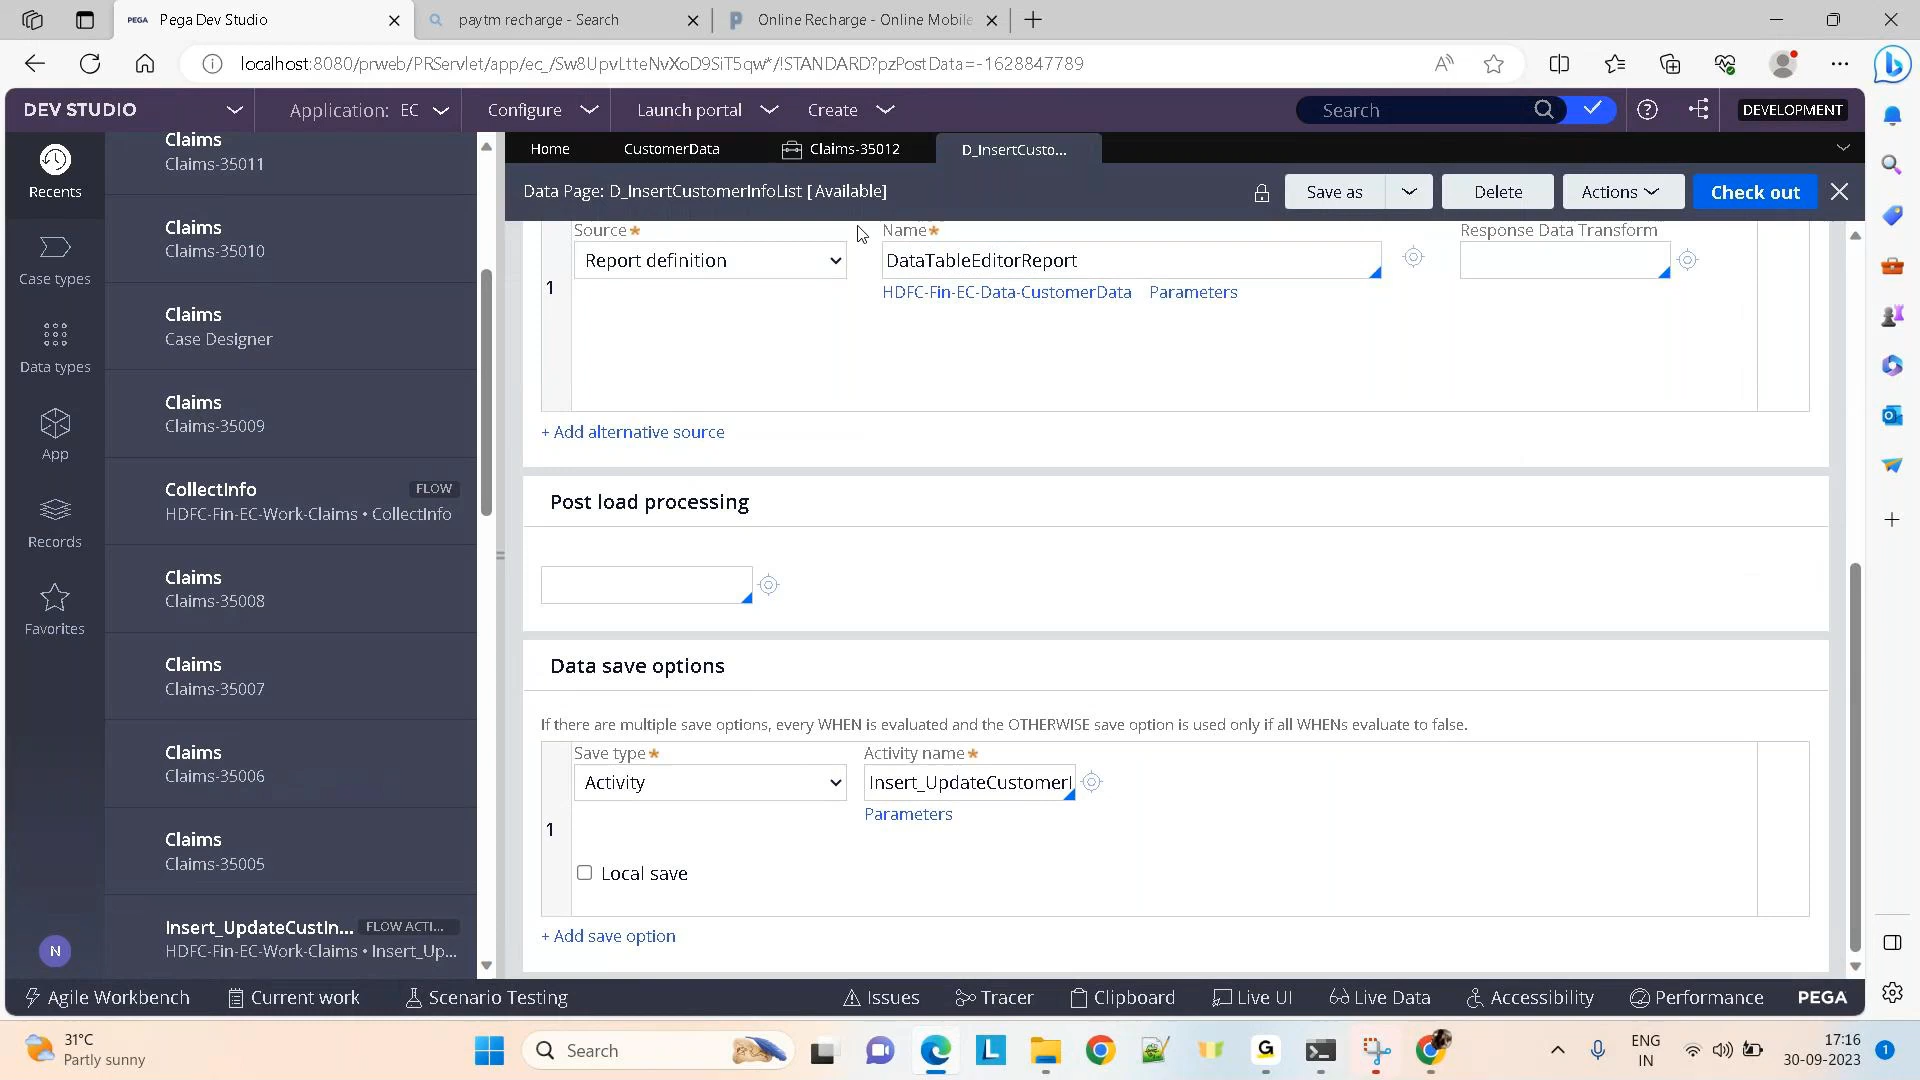 PEGA Pega Dev Studio
paytm recharge - Search
Online Recharge - Online Mobile
localhost:8080/prweb/PRServlet/app/ec_/Sw8UpvLtteNvXoD9SiT5qw*/!STANDARD?pzPostData=-1628847789
DEV STUDIO
Application: EC
Configure
Launch portal
Create
Search
DEVELOPMENT
Recents
Case types
Data types
App
Records
Favorites
N
Claims
Claims-35011
Claims
Claims-35010
Claims
Case Designer
Claims
Claims-35009
CollectInfo FLOW
HDFC-Fin-EC-Work-Claims • CollectInfo
Claims
Claims-35008
Claims
Claims-35007
Claims
Claims-35006
Claims
Claims-35005
Insert_UpdateCustIn... FLOW ACTI...
HDFC-Fin-EC-Work-Claims • Insert_Up...
Home
CustomerData
Claims-35012
D_InsertCusto...
Data Page: D_InsertCustomerInfoList [Available]
Save as
Delete
Actions
Check out
Source* Name* Response Data Transform
1 Report definition DataTableEditorReport
HDFC-Fin-EC-Data-CustomerData Parameters
+ Add alternative source
Post load processing
Data save options
If there are multiple save options, every WHEN is evaluated and the OTHERWISE save option is used only if all WHENs evaluate to false.
Save type* Activity name*
Activity Insert_UpdateCustomerI
Parameters
1
Local save
+ Add save option
Agile Workbench
Current work
Scenario Testing
Issues
Tracer
Clipboard
Live UI
Live Data
Accessibility
Performance
PEGA
31°C
Partly sunny
Search
ENG
IN
17:16
30-09-2023
1